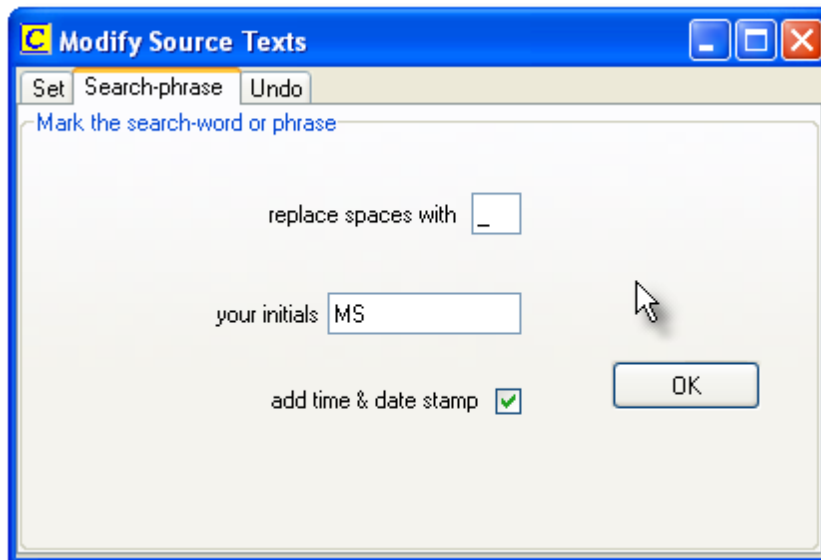 C Modify Source Texts
Set Search-phrase Undo
Mark the search-word or phrase
replace spaces with _
your initials MS
add time & date stamp
OK